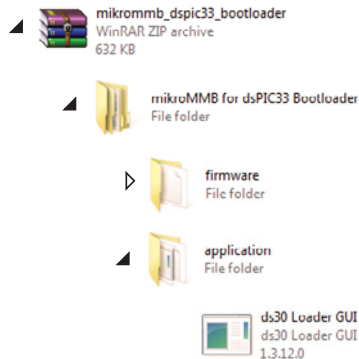 mikrommb_dspic33_bootloader
WinRAR ZIP archive
632 KB
mikroMMB for dsPIC33 Bootloader
File folder
firmware
File folder
application
File folder
ds30 Loader GUI
ds30 Loader GUI
1.3.12.0